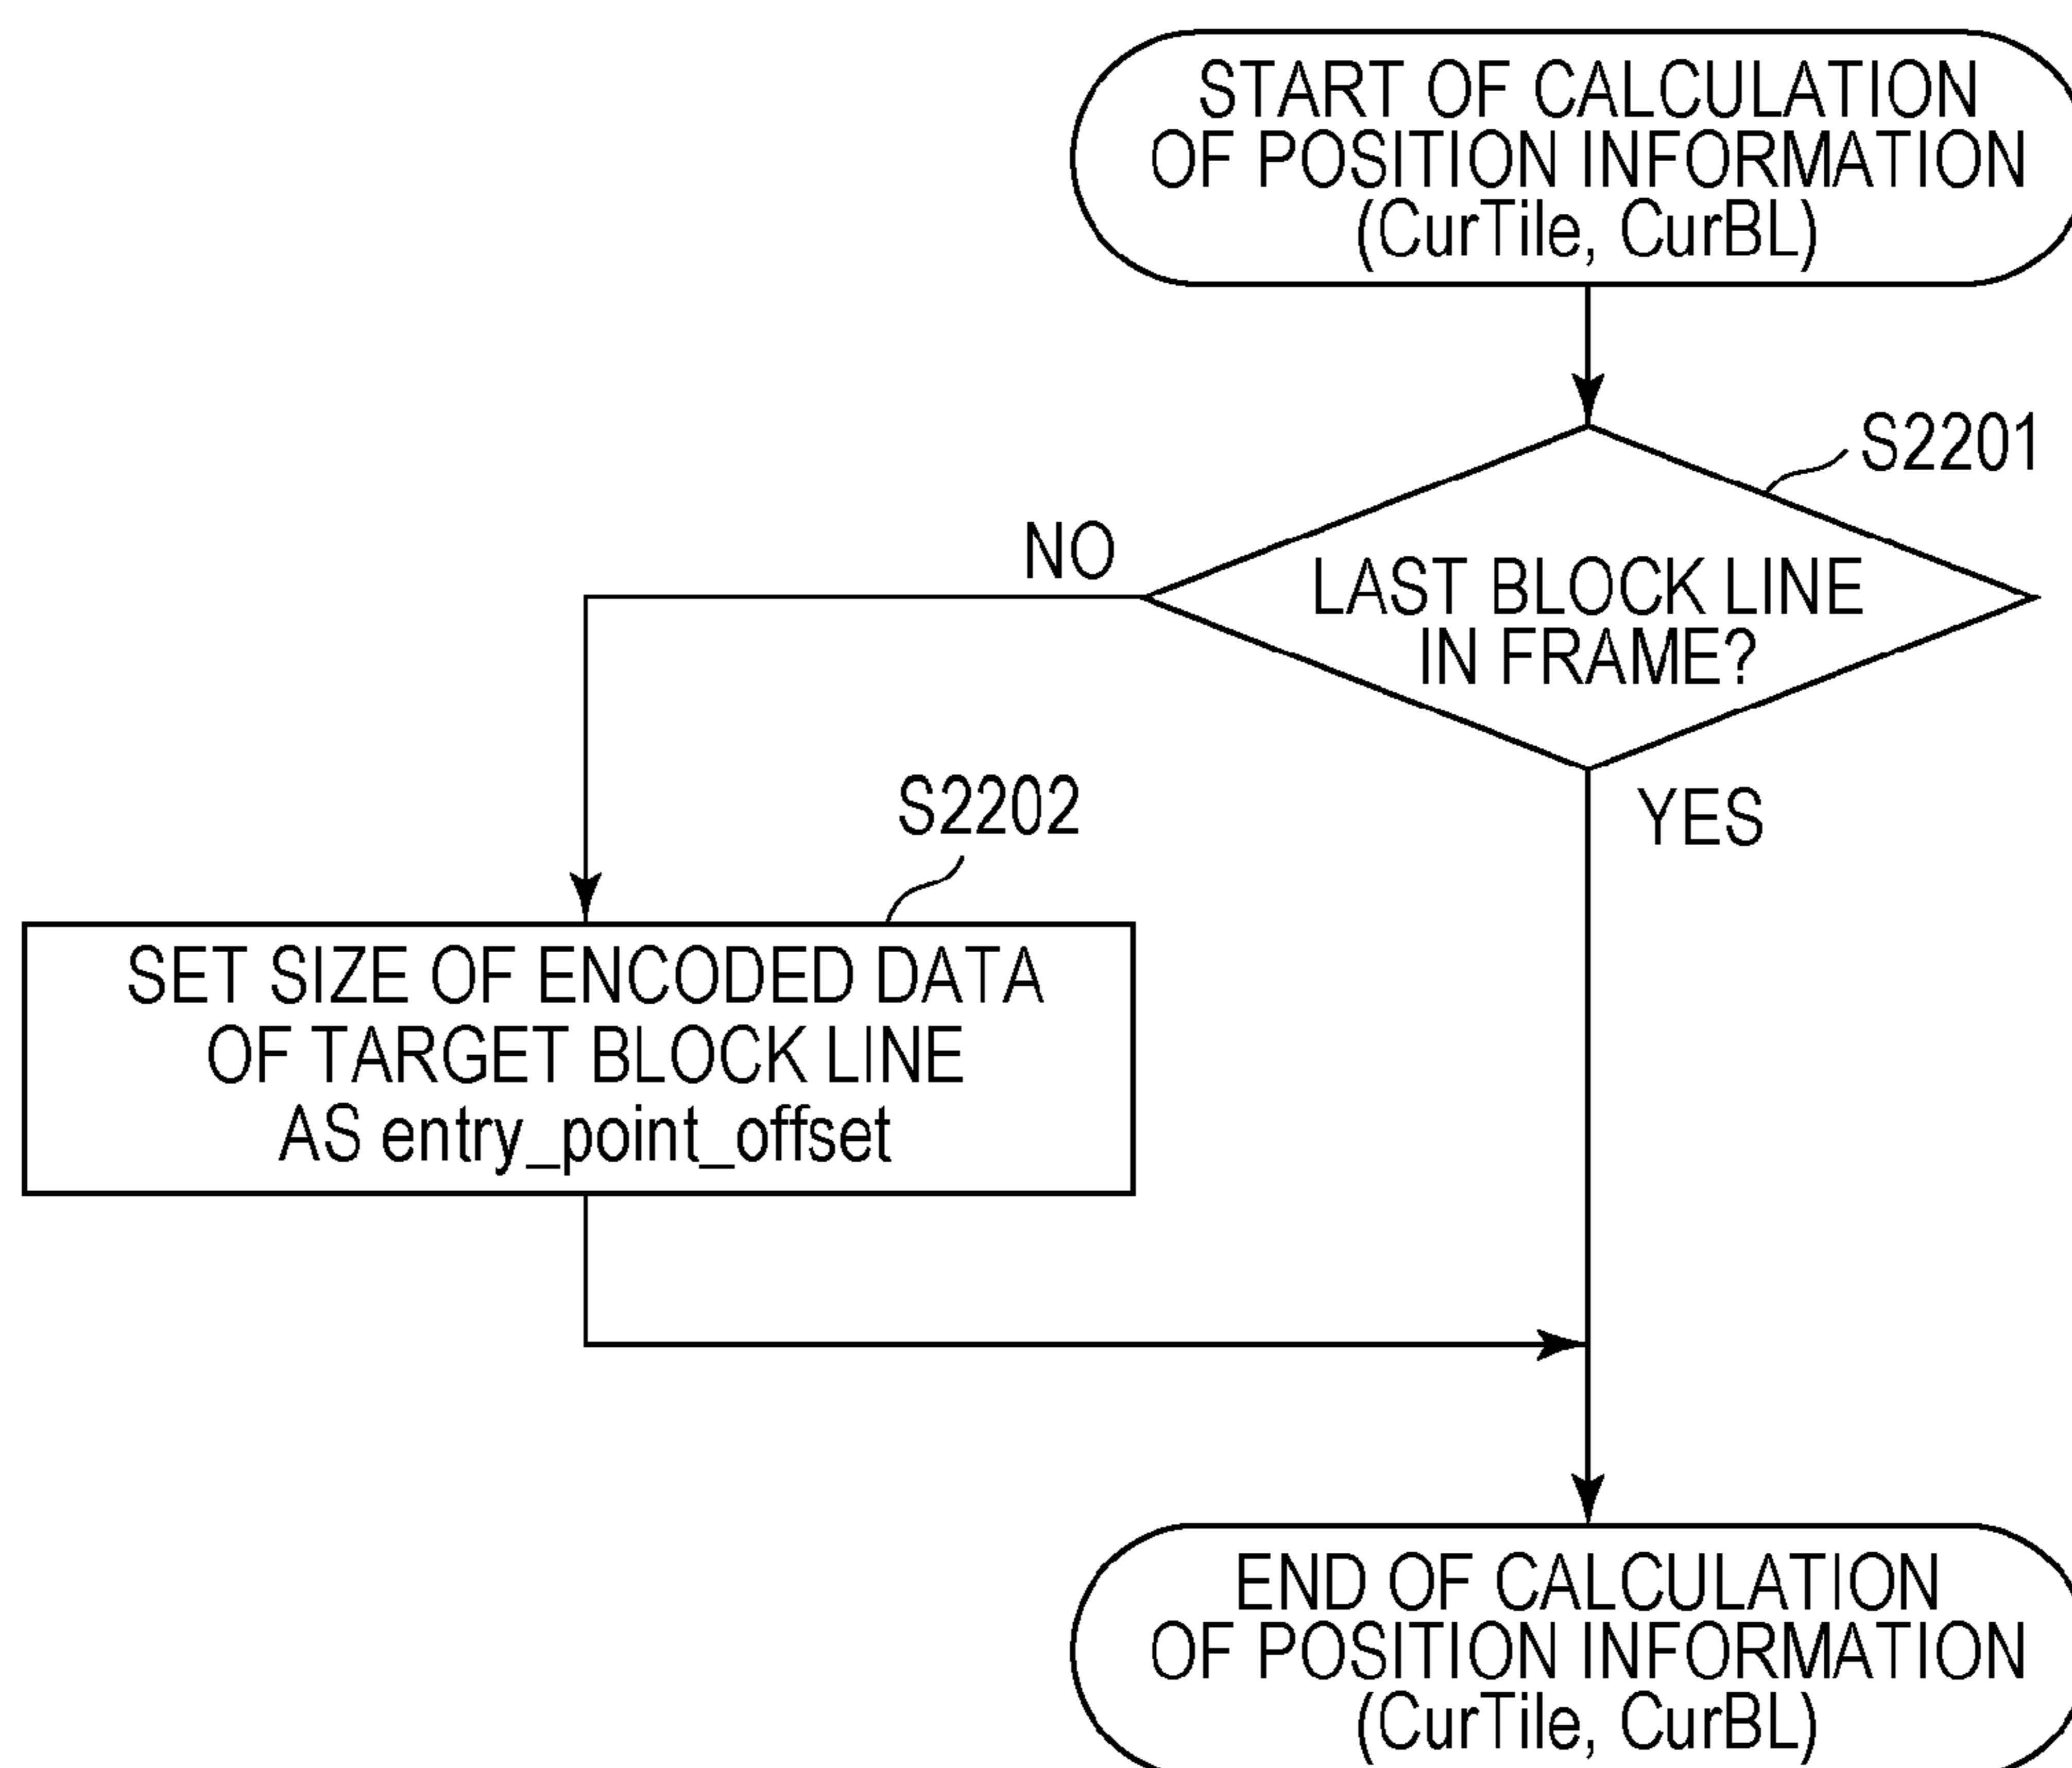 START OF CALCULATION
OF POSITION INFORMATION
(CurTile, CurBL)
S2201
NO
LAST BLOCK LINE
IN FRAME?
YES
S2202
SET SIZE OF ENCODED DATA
OF TARGET BLOCK LINE
AS entry_point_offset
END OF CALCULATION
OF POSITION INFORMATION
(CurTile, CurBL)